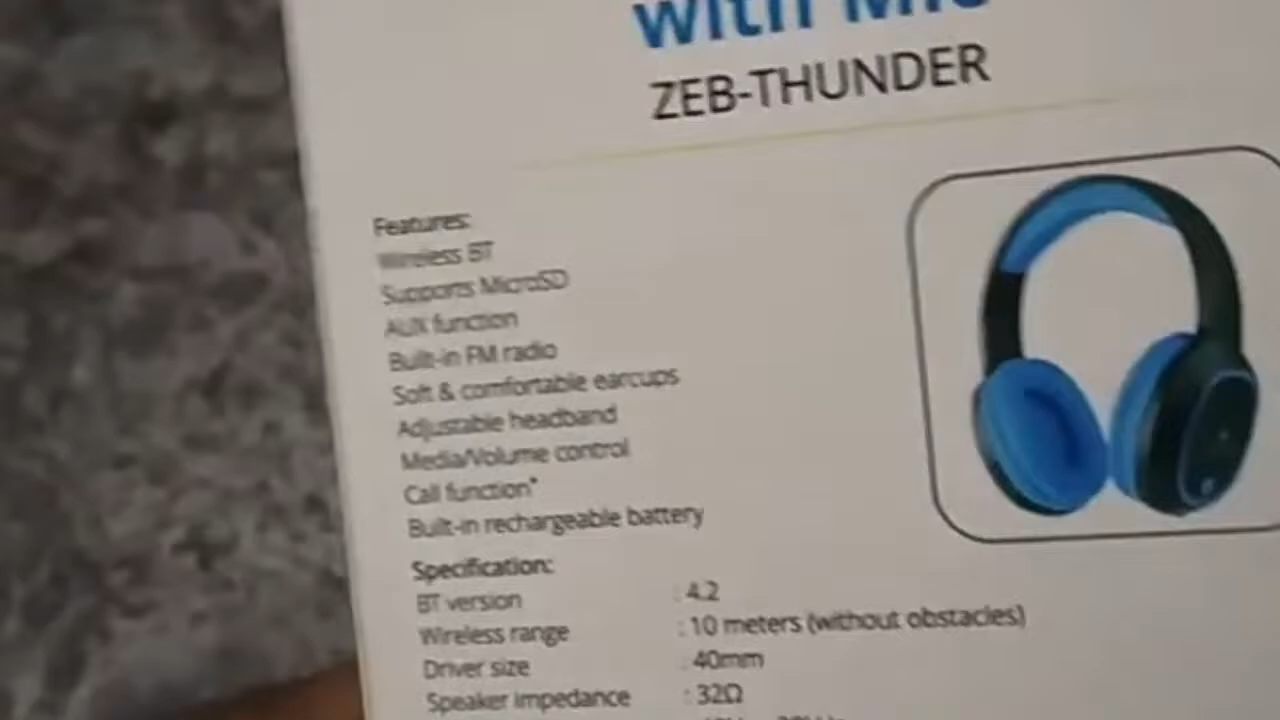 with Mic
ZEB-THUNDER
Features:
Wireless BT
Supports MicroSD
AUX function
Built-in FM radio
Soft & comfortable earcups
Adjustable headband
Media/Volume control
Call function*
Built-in rechargeable battery
Specification:
BT version : 4.2
Wireless range : 10 meters (without obstacles)
Driver size : 40mm
Speaker impedance : 32Ω